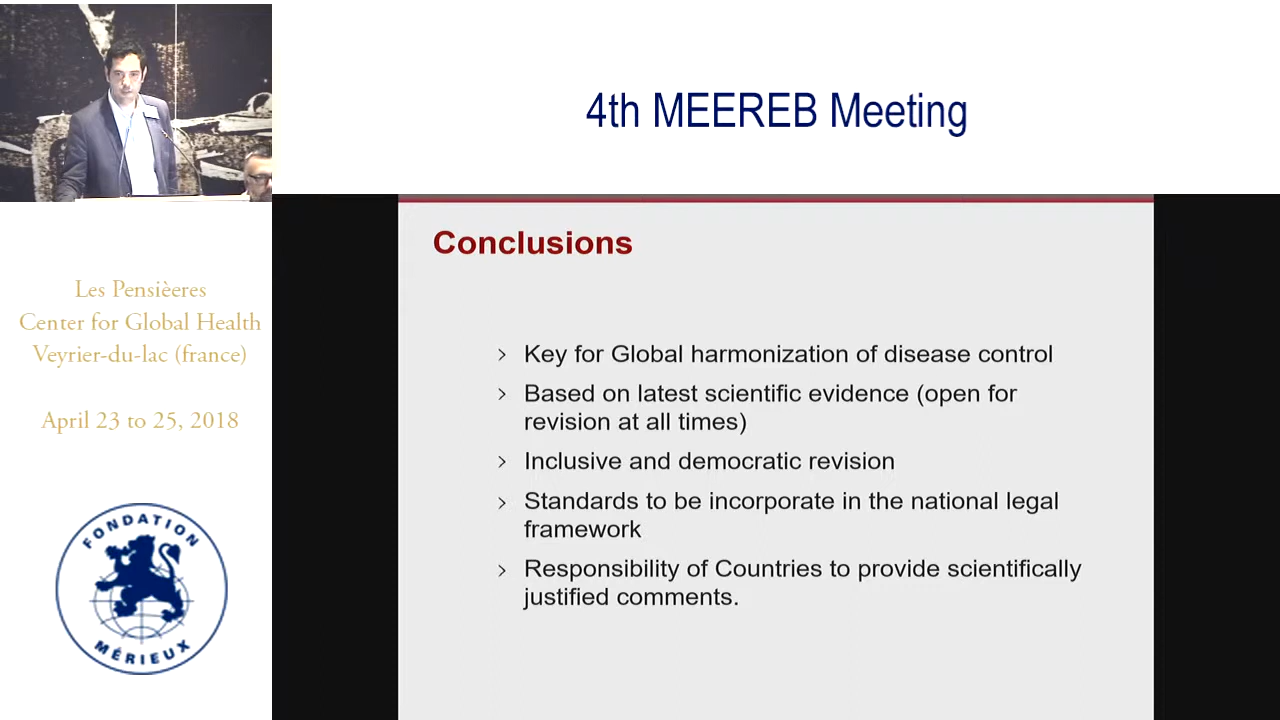 4th MEEREB Meeting
Les Pensièeres
Center for Global Health
Veyrier-du-lac (france)
April 23 to 25, 2018
FONDATION
MÉRIEUX
Conclusions
Key for Global harmonization of disease control
Based on latest scientific evidence (open for
revision at all times)
Inclusive and democratic revision
Standards to be incorporate in the national legal
framework
Responsibility of Countries to provide scientifically
justified comments.